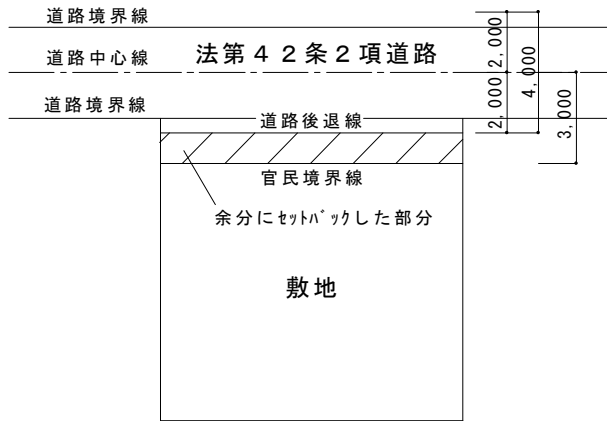 道路境界線
道路中心線
法第42条2項道路
道路境界線
道路後退線
官民境界線
余分にｾｯﾄﾊﾞｯｸした部分
敷地
2,000
2,000
4,000
3,000